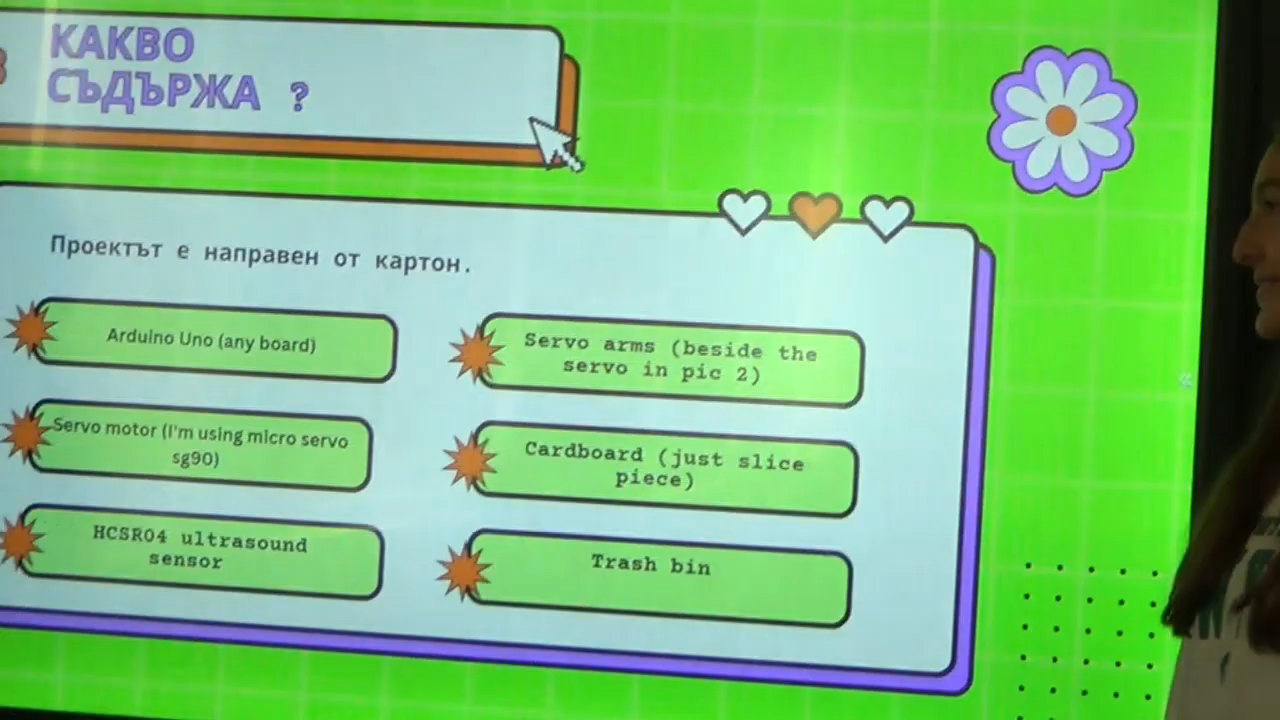 КАКВО
СЪДЪРЖА ?
Проектът е направен от картон.
Arduino Uno (any board)
Servo motor (I'm using micro servo
sg90)
HCSR04 ultrasound
sensor
Servo arms (beside the
servo in pic 2)
Cardboard (just slice
piece)
Trash bin